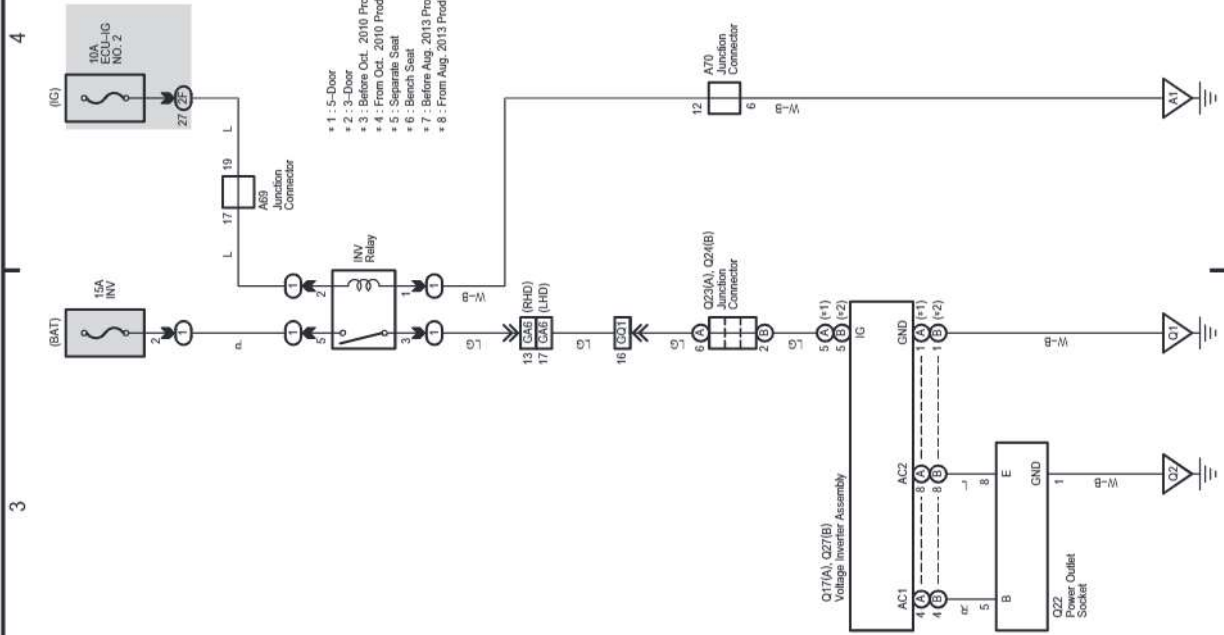 3
4
(BAT)
15A
INV
2
1
P
1
5
INV
Relay
2
1
3
1
1
1
(IG)
10A
ECU-IG
NO. 2
27
2F
L
19
17
A69
Junction
Connector
L
* 1 : 5-Door
* 2 : 3-Door
* 3 : Before Oct. 2010
* 4 : From Oct. 2010
* 5 : Separate Seat
* 6 : Bench Seat
* 7 : Before Aug. 2013
* 8 : From Aug. 2013
W-B
LG
13 GA6 (RHD)
17 GA6 (LHD)
LG
16 GQ1
LG
6 A
Q23(A), Q24(B)
Junction
Connector
2 B
LG
12
A70
Junction
Connector
6
W-B
A1
5 A (*1)
5 B (*2)
IG
Q17(A), Q27(B)
Voltage Inverter Assembly
AC1
AC2
GND
4 A
8 A
1 A (*1)
4 B
8 B
1 B (*2)
R
L
W-B
5
8
B
E
GND
Q22
Power Outlet
Socket
1
W-B
Q2
Q1